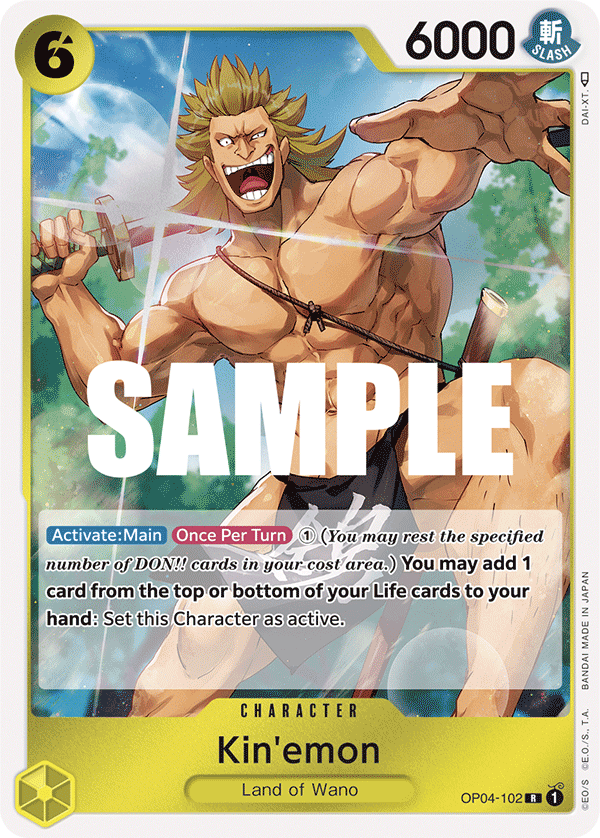 6
6000
斬
SLASH
DAI-XT.
SAMPLE
Activate:Main Once Per Turn ① (You may rest the specified
number of DON!! cards in your cost area.) You may add 1
card from the top or bottom of your Life cards to your
hand: Set this Character as active.
CHARACTER
Kin'emon
Land of Wano
OP04-102 R 1
©E.O/S ©E.O./S., T.A. BANDAI MADE IN JAPAN